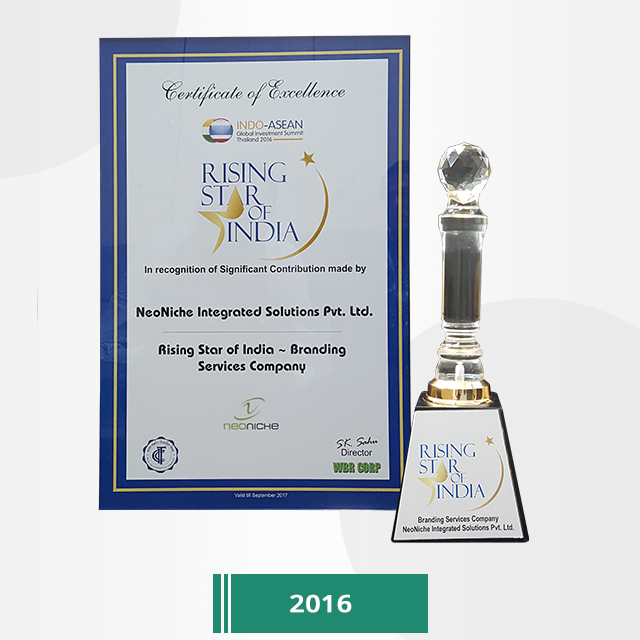 Certificate of Excellence
INDO-ASEAN
Global Investment Summit
Thailand 2016
RISING
STAR
OF
INDIA
In recognition of Significant Contribution made by
NeoNiche Integrated Solutions Pvt. Ltd.
Rising Star of India ~ Branding
Services Company
neoniche
SK Sahu
Director
WBR CORP
Valid till September 2017
RISING
STAR
OF
INDIA
Branding Services Company
NeoNiche Integrated Solutions Pvt. Ltd.
2016